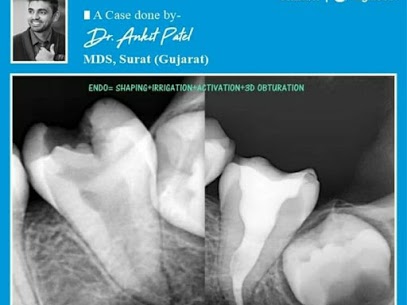 A Case done by-
Dr. Ankit Patel
MDS, Surat (Gujarat)
ENDO= SHAPING+IRRIGATION+ACTIVATION+3D OBTURATION